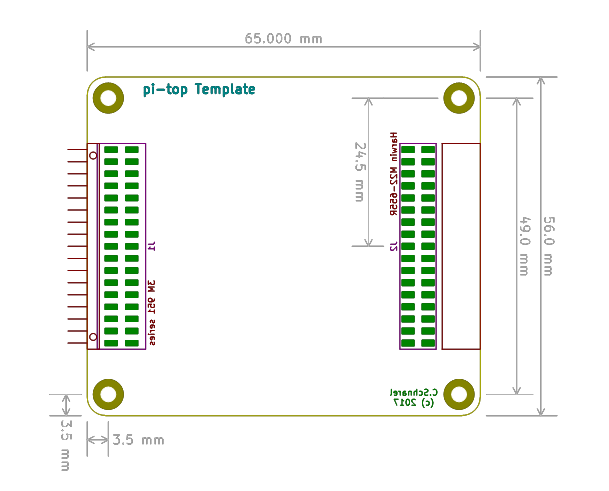 65.000 mm
pi-top Template
24.5 mm
Harwin M22-655R
J2
49.0 mm
56.0 mm
J1
3M 951 series
C.Schnarel
(c) 2017
3.5 mm
3.5 mm